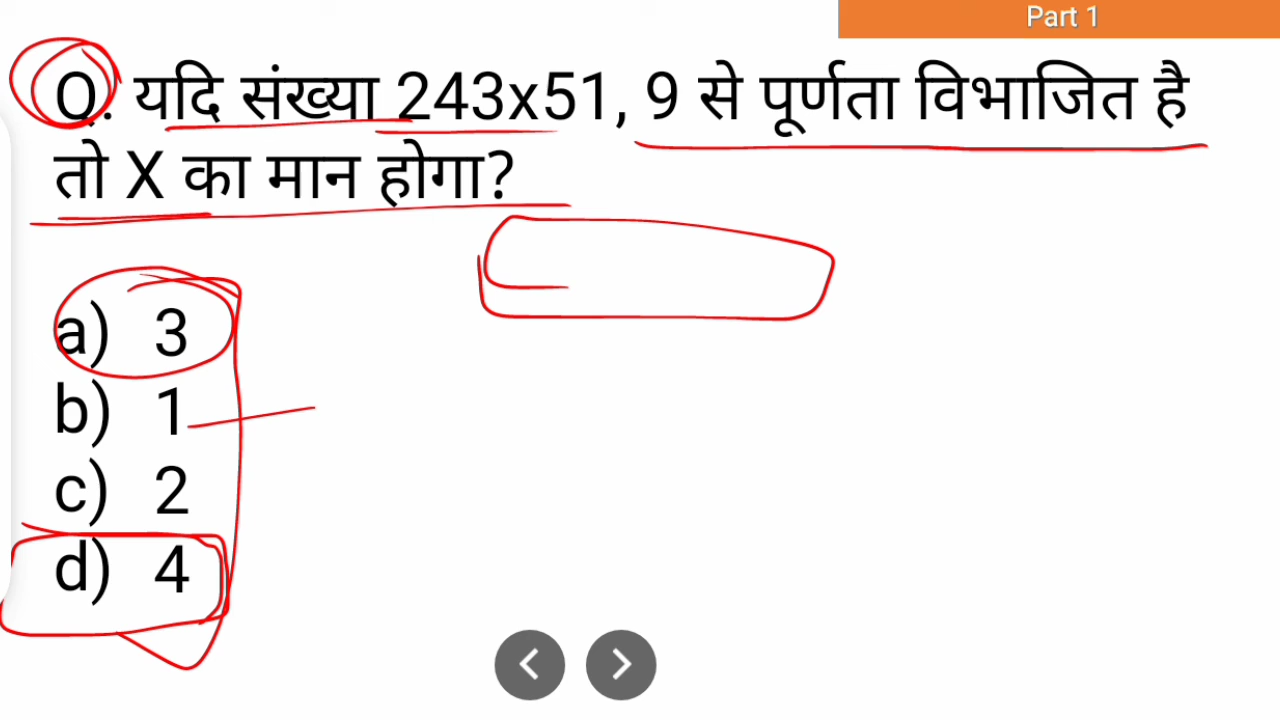 Part 1
Q. यदि संख्या 243x51, 9 से पूर्णता विभाजित है
तो X का मान होगा?
a) 3
b) 1
c) 2
d) 4